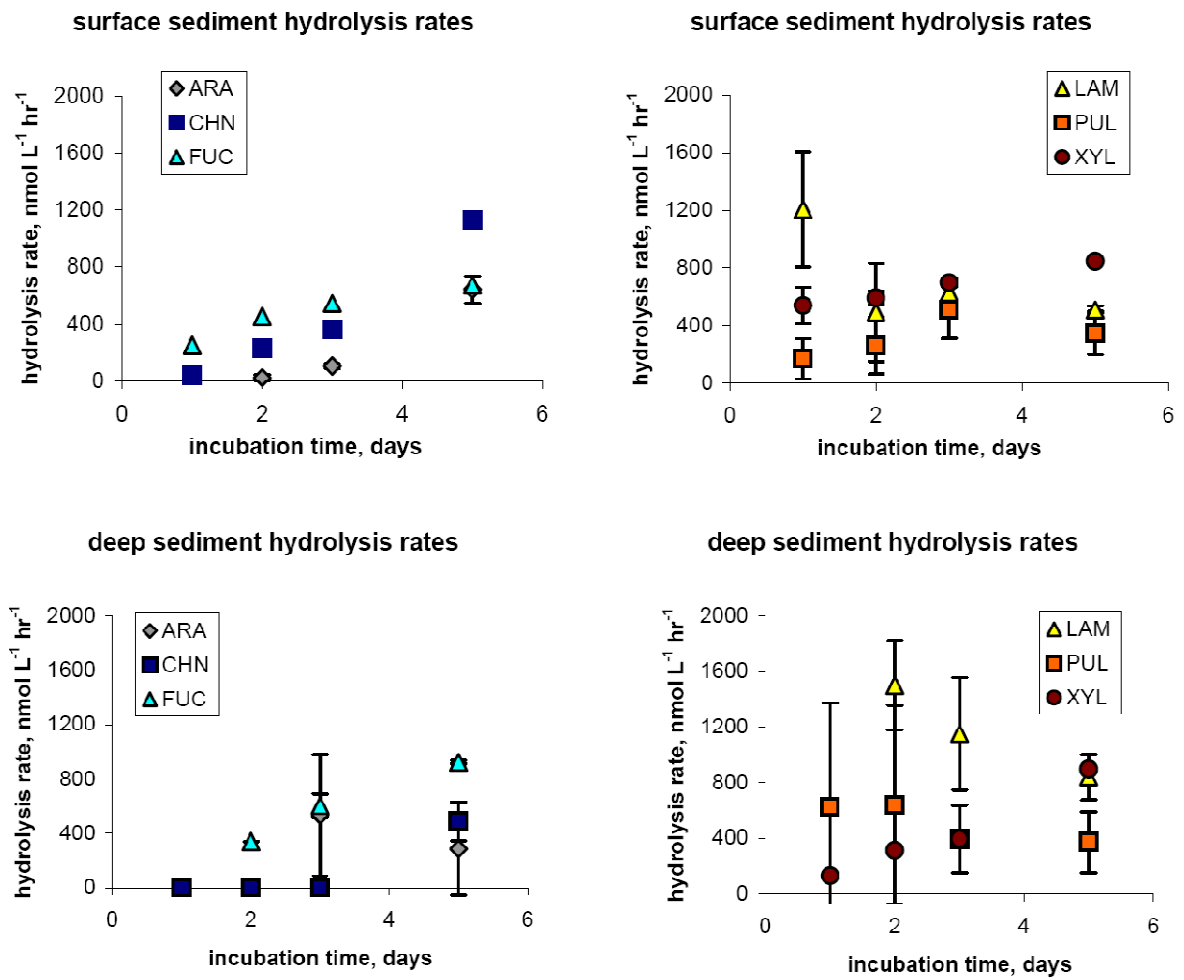 surface sediment hydrolysis rates
hydrolysis rate, nmol L-1 hr-1
2000
1600
1200
800
400
0
ARA
CHN
FUC
0 2 4 6
incubation time, days
surface sediment hydrolysis rates
hydrolysis rate, nmol L-1 hr-1
2000
1600
1200
800
400
0
LAM
PUL
XYL
0 2 4 6
incubation time, days
deep sediment hydrolysis rates
hydrolysis rate, nmol L-1 hr-1
2000
1600
1200
800
400
0
ARA
CHN
FUC
0 2 4 6
incubation time, days
deep sediment hydrolysis rates
hydrolysis rate, nmol L-1 hr-1
2000
1600
1200
800
400
0
LAM
PUL
XYL
0 2 4 6
incubation time, days